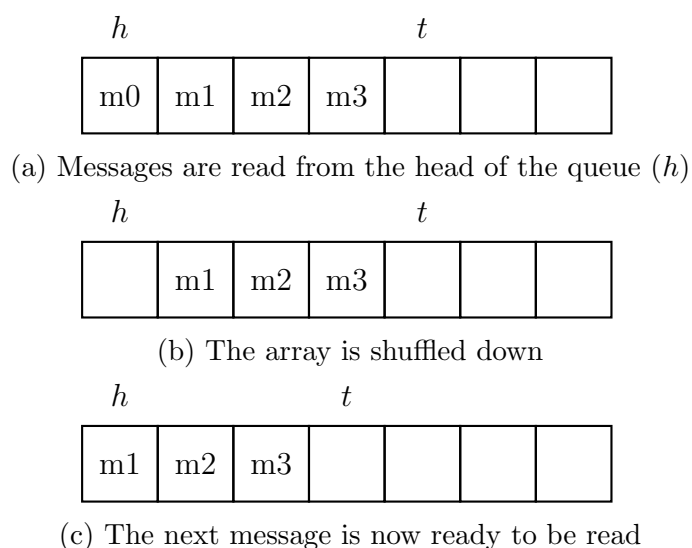 h t
m0 m1 m2 m3
(a) Messages are read from the head of the queue (h)
h t
m1 m2 m3
(b) The array is shuffled down
h t
m1 m2 m3
(c) The next message is now ready to be read